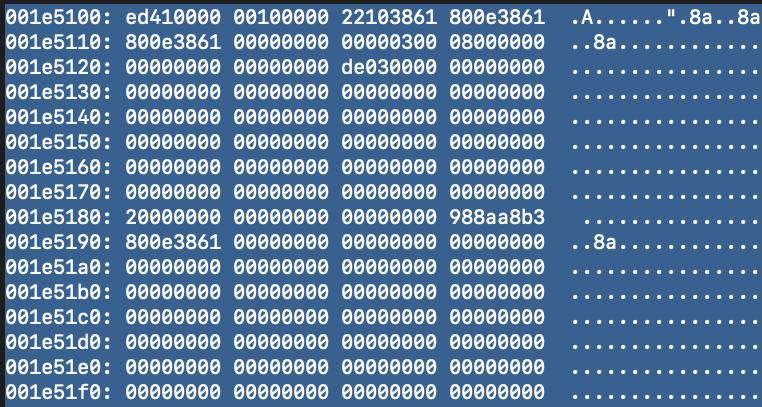 001e5100: ed410000 00100000 22103861 800e3861 .A......".8a..8a
001e5110: 800e3861 00000000 00000300 08000000 ..8a............
001e5120: 00000000 00000000 de030000 00000000 ................
001e5130: 00000000 00000000 00000000 00000000 ................
001e5140: 00000000 00000000 00000000 00000000 ................
001e5150: 00000000 00000000 00000000 00000000 ................
001e5160: 00000000 00000000 00000000 00000000 ................
001e5170: 00000000 00000000 00000000 00000000 ................
001e5180: 20000000 00000000 00000000 988aa8b3  ...............
001e5190: 800e3861 00000000 00000000 00000000 ..8a............
001e51a0: 00000000 00000000 00000000 00000000 ................
001e51b0: 00000000 00000000 00000000 00000000 ................
001e51c0: 00000000 00000000 00000000 00000000 ................
001e51d0: 00000000 00000000 00000000 00000000 ................
001e51e0: 00000000 00000000 00000000 00000000 ................
001e51f0: 00000000 00000000 00000000 00000000 ................